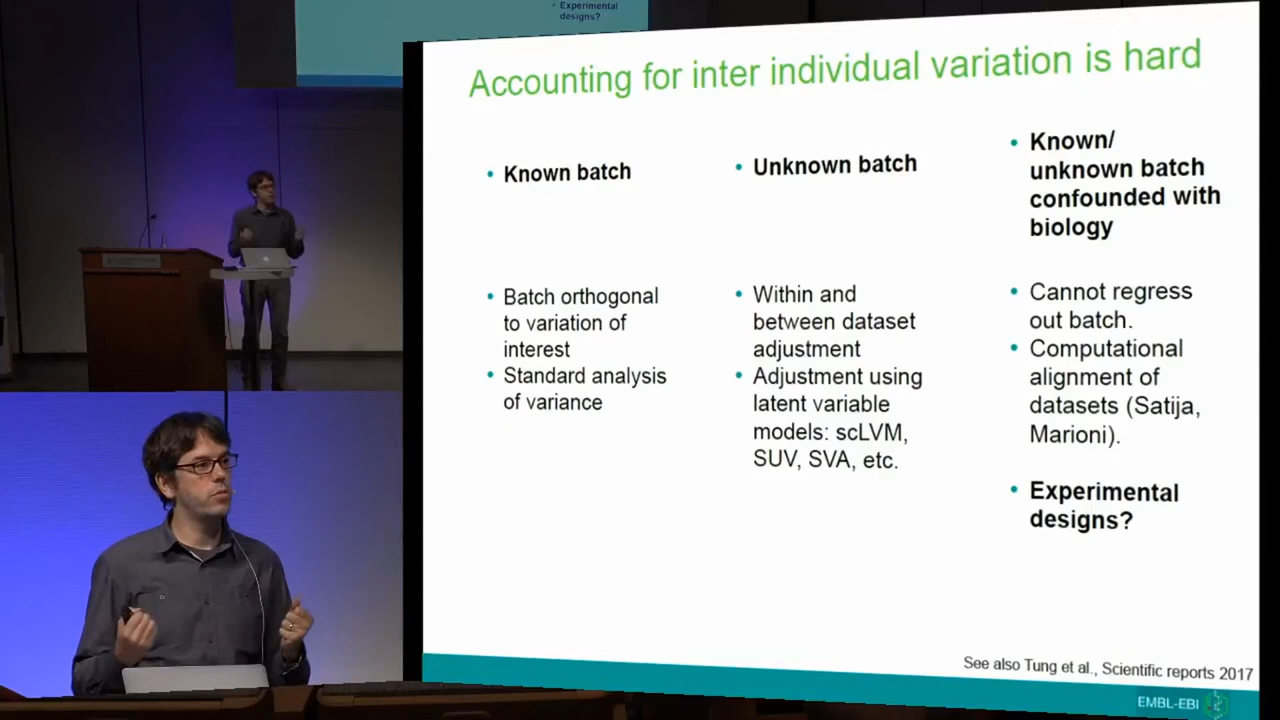 Experimental
designs?
Accounting for inter individual variation is hard
Known batch
Batch orthogonal
to variation of
interest
Standard analysis
of variance
Unknown batch
Within and
between dataset
adjustment
Adjustment using
latent variable
models: scLVM,
SUV, SVA, etc.
Known/
unknown batch
confounded with
biology
Cannot regress
out batch.
Computational
alignment of
datasets (Satija,
Marioni).
Experimental
designs?
See also Tung et al., Scientific reports 2017
EMBL-EBI